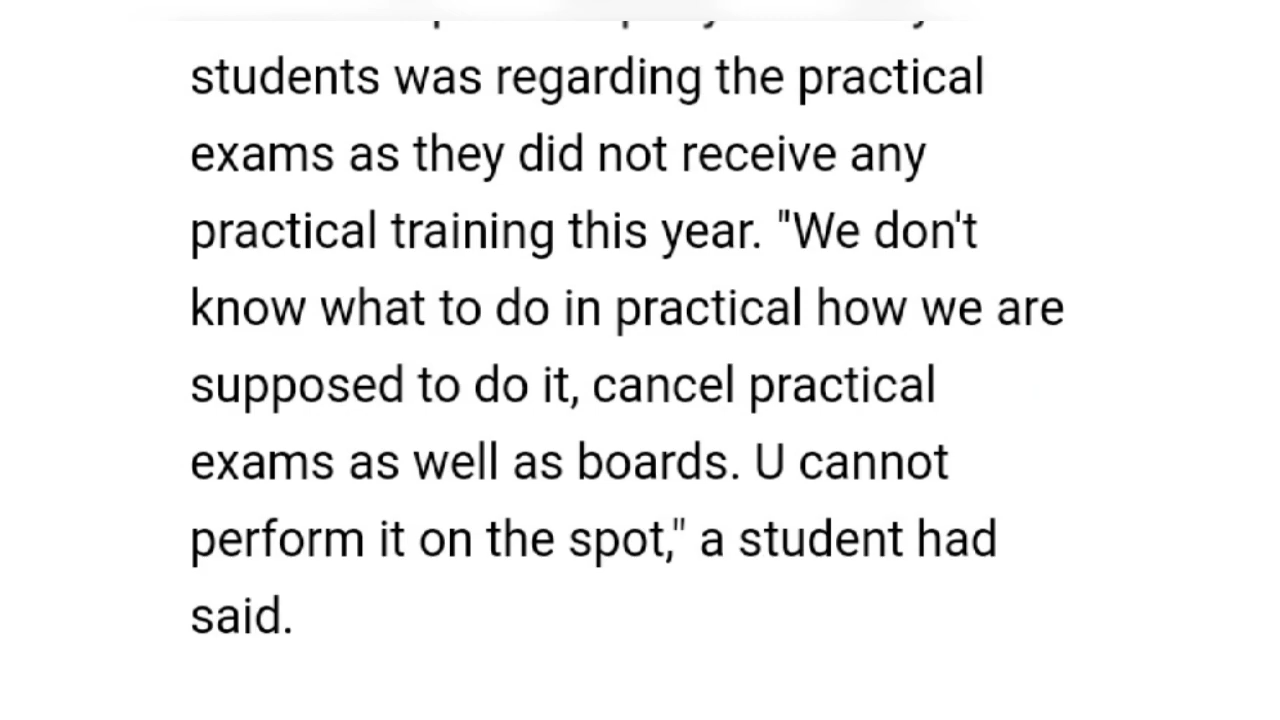 students was regarding the practical
exams as they did not receive any
practical training this year. "We don't
know what to do in practical how we are
supposed to do it, cancel practical
exams as well as boards. U cannot
perform it on the spot," a student had
said.